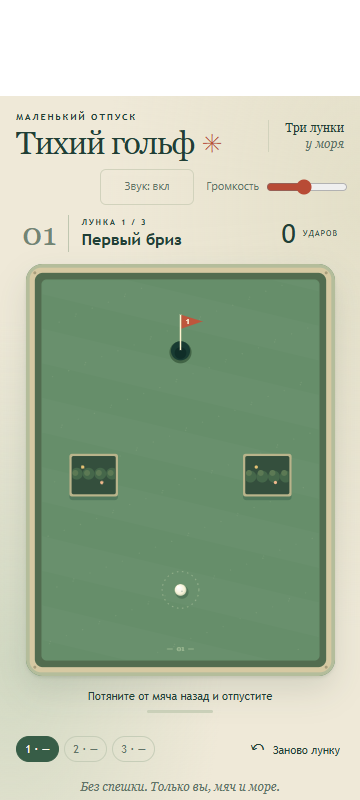 МАЛЕНЬКИЙ ОТПУСК
Тихий гольф
Три лунки
у моря
Звук: вкл
Громкость
01
ЛУНКА 1 / 3
Первый бриз
0 УДАРОВ
1
— 01 —
Потяните от мяча назад и отпустите
1 · —
2 · —
3 · —
Заново лунку
Без спешки. Только вы, мяч и море.